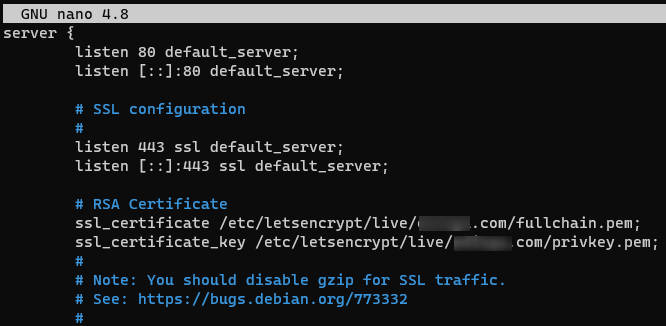 GNU nano 4.8
server {
listen 80 default_server;
listen [::]:80 default_server;
# SSL configuration
#
listen 443 ssl default_server;
listen [::]:443 ssl default_server;
# RSA Certificate
ssl_certificate /etc/letsencrypt/live/ .com/fullchain.pem;
ssl_certificate_key /etc/letsencrypt/live/ .com/privkey.pem;
#
# Note: You should disable gzip for SSL traffic.
# See: https://bugs.debian.org/773332
#